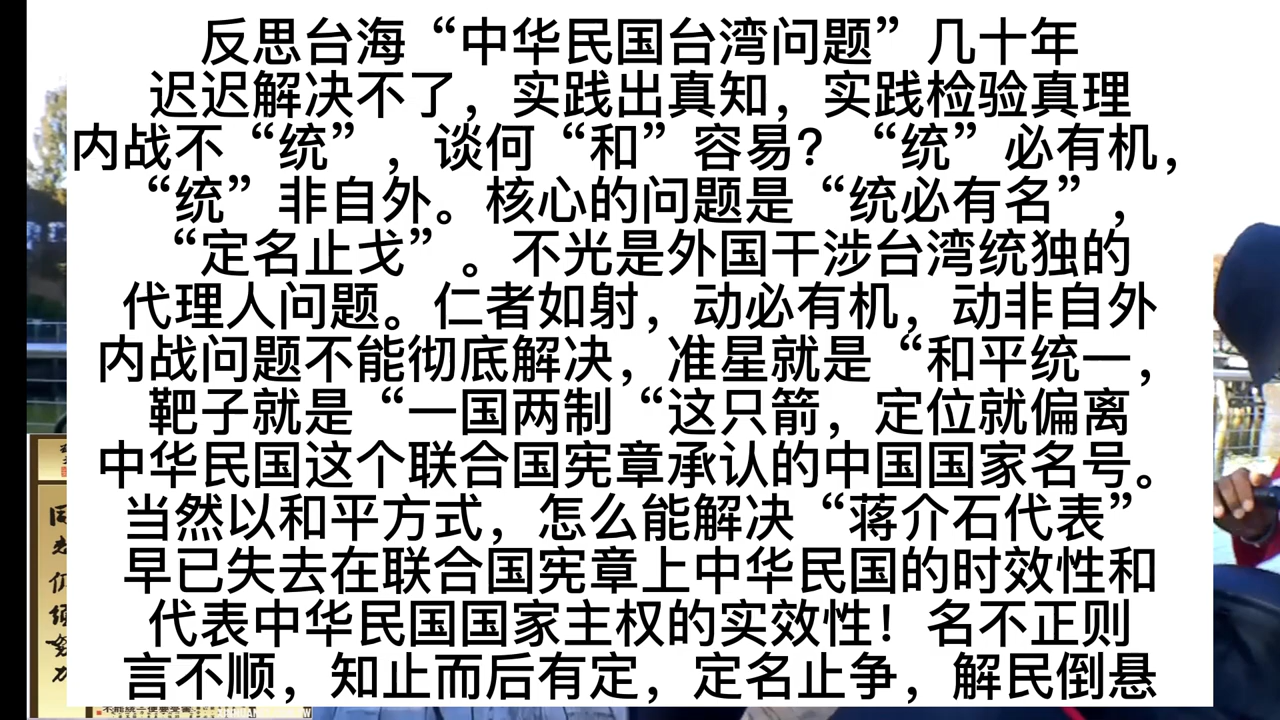 反思台海“中华民国台湾问题”几十年
迟迟解决不了，实践出真知，实践检验真理
内战不“统”，谈何“和”容易？“统”必有机，
“统”非自外。核心的问题是“统必有名”，
“定名止戈”。不光是外国干涉台湾统独的
代理人问题。仁者如射，动必有机，动非自外
内战问题不能彻底解决，准星就是“和平统一，
靶子就是“一国两制“这只箭，定位就偏离
中华民国这个联合国宪章承认的中国国家名号。
当然以和平方式，怎么能解决“蒋介石代表”
早已失去在联合国宪章上中华民国的时效性和
代表中华民国国家主权的实效性！名不正则
言不顺，知止而后有定，定名止争，解民倒悬